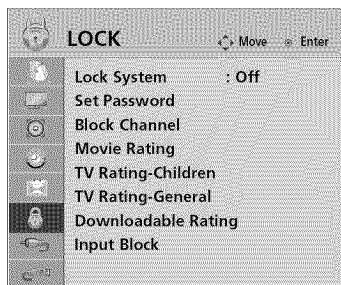 LOCK
Move Enter
Lock System : Off
Set Password
Block Channel
Movie Rating
TV Rating-Children
TV Rating-General
Downloadable Rating
Input Block